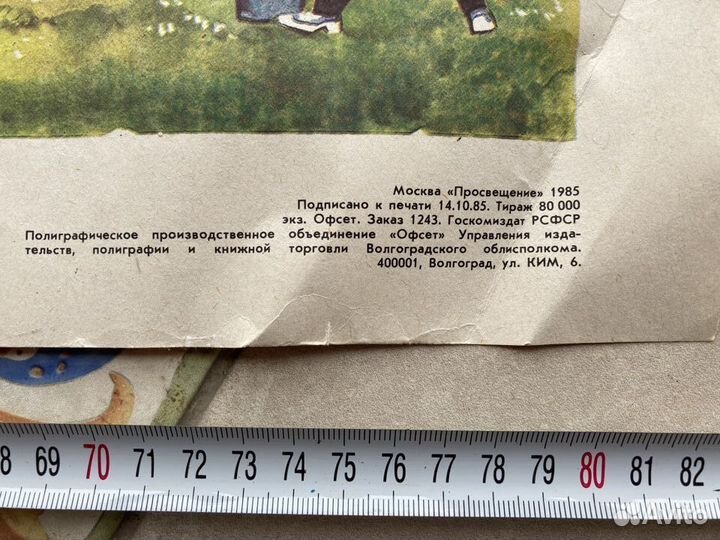 Москва «Просвещение» 1985
Подписано к печати 14.10.85. Тираж 80 000
экз. Офсет. Заказ 1243. Госкомиздат РСФСР
Полиграфическое производственное объединение «Офсет» Управления изда-
тельств, полиграфии и книжной торговли Волгоградского облисполкома.
400001, Волгоград, ул. КИМ, 6.
8 69 70 71 72 73 74 75 76 77 78 79 80 81 82
Avito